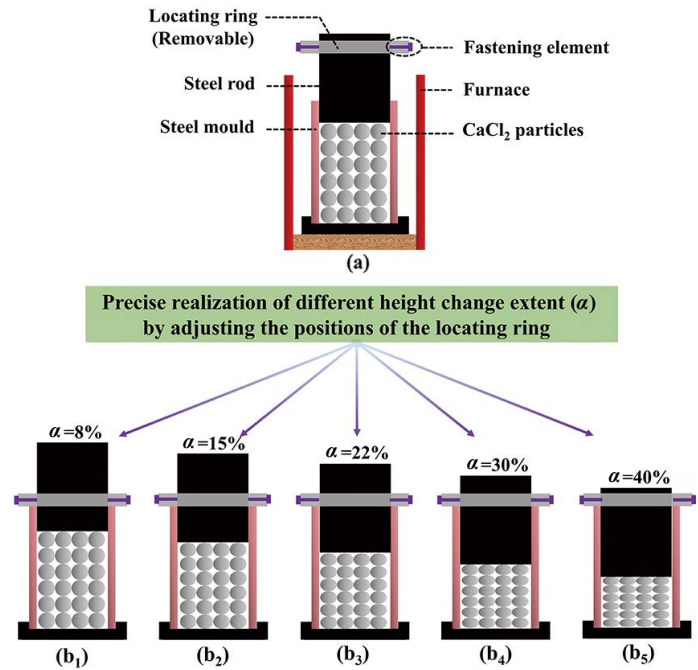 Locating ring
(Removable)
Fastening element
Steel rod
Furnace
Steel mould
CaCl₂ particles
(a)
Precise realization of different height change extent (α)
by adjusting the positions of the locating ring
α=8%
α=15%
α=22%
α=30%
α=40%
(b₁)
(b₂)
(b₃)
(b₄)
(b₅)